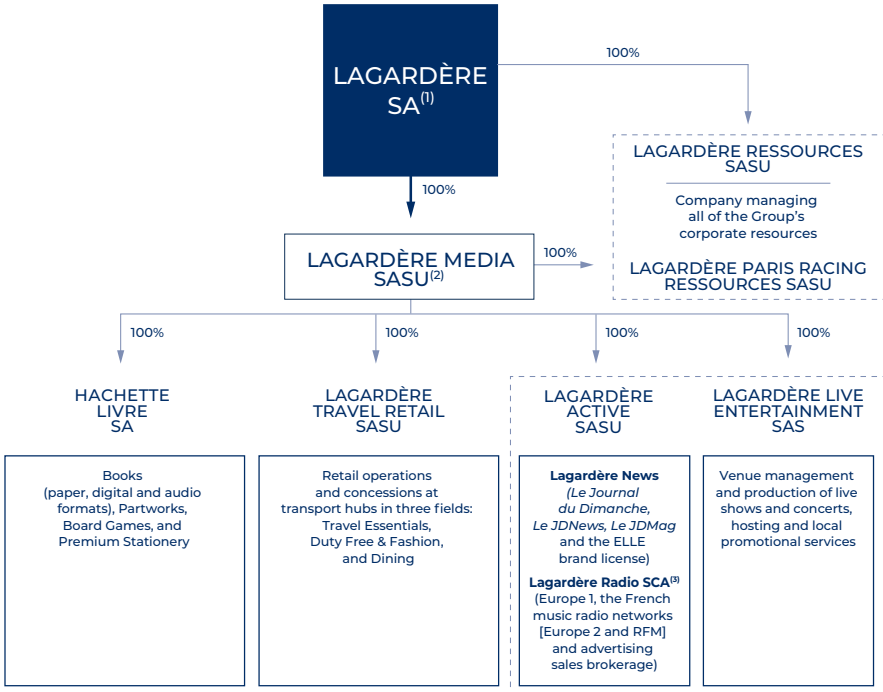 LAGARDÈRE
SA(1)
100%
100%
LAGARDÈRE RESSOURCES
SASU
Company managing
all of the Group's
corporate resources
LAGARDÈRE PARIS RACING
RESSOURCES SASU
LAGARDÈRE MEDIA
SASU(2)
100%
100%
100%
100%
100%
HACHETTE
LIVRE
SA
Books
(paper, digital and audio
formats), Partworks,
Board Games, and
Premium Stationery
LAGARDÈRE
TRAVEL RETAIL
SASU
Retail operations
and concessions at
transport hubs in three fields:
Travel Essentials,
Duty Free & Fashion,
and Dining
LAGARDÈRE
ACTIVE
SASU
Lagardère News
(Le Journal
du Dimanche,
Le JDNews, Le JDMag
and the ELLE
brand license)
Lagardère Radio SCA(3)
(Europe 1, the French
music radio networks
[Europe 2 and RFM]
and advertising
sales brokerage)
LAGARDÈRE LIVE
ENTERTAINMENT
SAS
Venue management
and production of live
shows and concerts,
hosting and local
promotional services